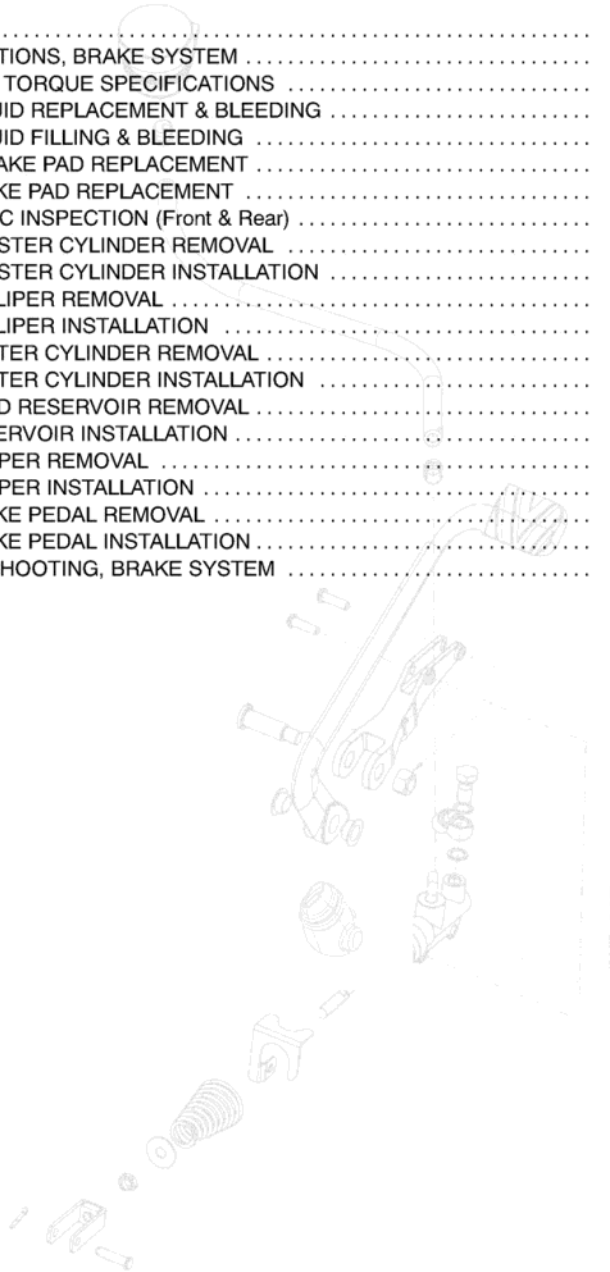 . . . . . . . . . . . . . . . . . . . . . . . . . . . . . . . . . . . . . . . . . . . . . . . . . . . . .
TIONS, BRAKE SYSTEM . . . . . . . . . . . . . . . . . . . . . . . . . . . . . . . . .
TORQUE SPECIFICATIONS . . . . . . . . . . . . . . . . . . . . . . . . . . . . .
UID REPLACEMENT & BLEEDING . . . . . . . . . . . . . . . . . . . . . . . . .
UID FILLING & BLEEDING . . . . . . . . . . . . . . . . . . . . . . . . . . . . . . . .
AKE PAD REPLACEMENT . . . . . . . . . . . . . . . . . . . . . . . . . . . . . . . .
KE PAD REPLACEMENT . . . . . . . . . . . . . . . . . . . . . . . . . . . . . . . . .
C INSPECTION (Front & Rear) . . . . . . . . . . . . . . . . . . . . . . . . . . . .
STER CYLINDER REMOVAL . . . . . . . . . . . . . . . . . . . . . . . . . . . . .
STER CYLINDER INSTALLATION . . . . . . . . . . . . . . . . . . . . . . . . .
LIPER REMOVAL . . . . . . . . . . . . . . . . . . . . . . . . . . . . . . . . . . . . . . . .
LIPER INSTALLATION . . . . . . . . . . . . . . . . . . . . . . . . . . . . . . . . . . .
TER CYLINDER REMOVAL . . . . . . . . . . . . . . . . . . . . . . . . . . . . . . .
TER CYLINDER INSTALLATION . . . . . . . . . . . . . . . . . . . . . . . . . .
D RESERVOIR REMOVAL . . . . . . . . . . . . . . . . . . . . . . . . . . . . . . . .
ERVOIR INSTALLATION . . . . . . . . . . . . . . . . . . . . . . . . . . . . . . . . . .
PER REMOVAL . . . . . . . . . . . . . . . . . . . . . . . . . . . . . . . . . . . . . . . . .
PER INSTALLATION . . . . . . . . . . . . . . . . . . . . . . . . . . . . . . . . . . . . .
KE PEDAL REMOVAL . . . . . . . . . . . . . . . . . . . . . . . . . . . . . . . . . . . .
KE PEDAL INSTALLATION . . . . . . . . . . . . . . . . . . . . . . . . . . . . . . . .
HOOTING, BRAKE SYSTEM . . . . . . . . . . . . . . . . . . . . . . . . . . . . .